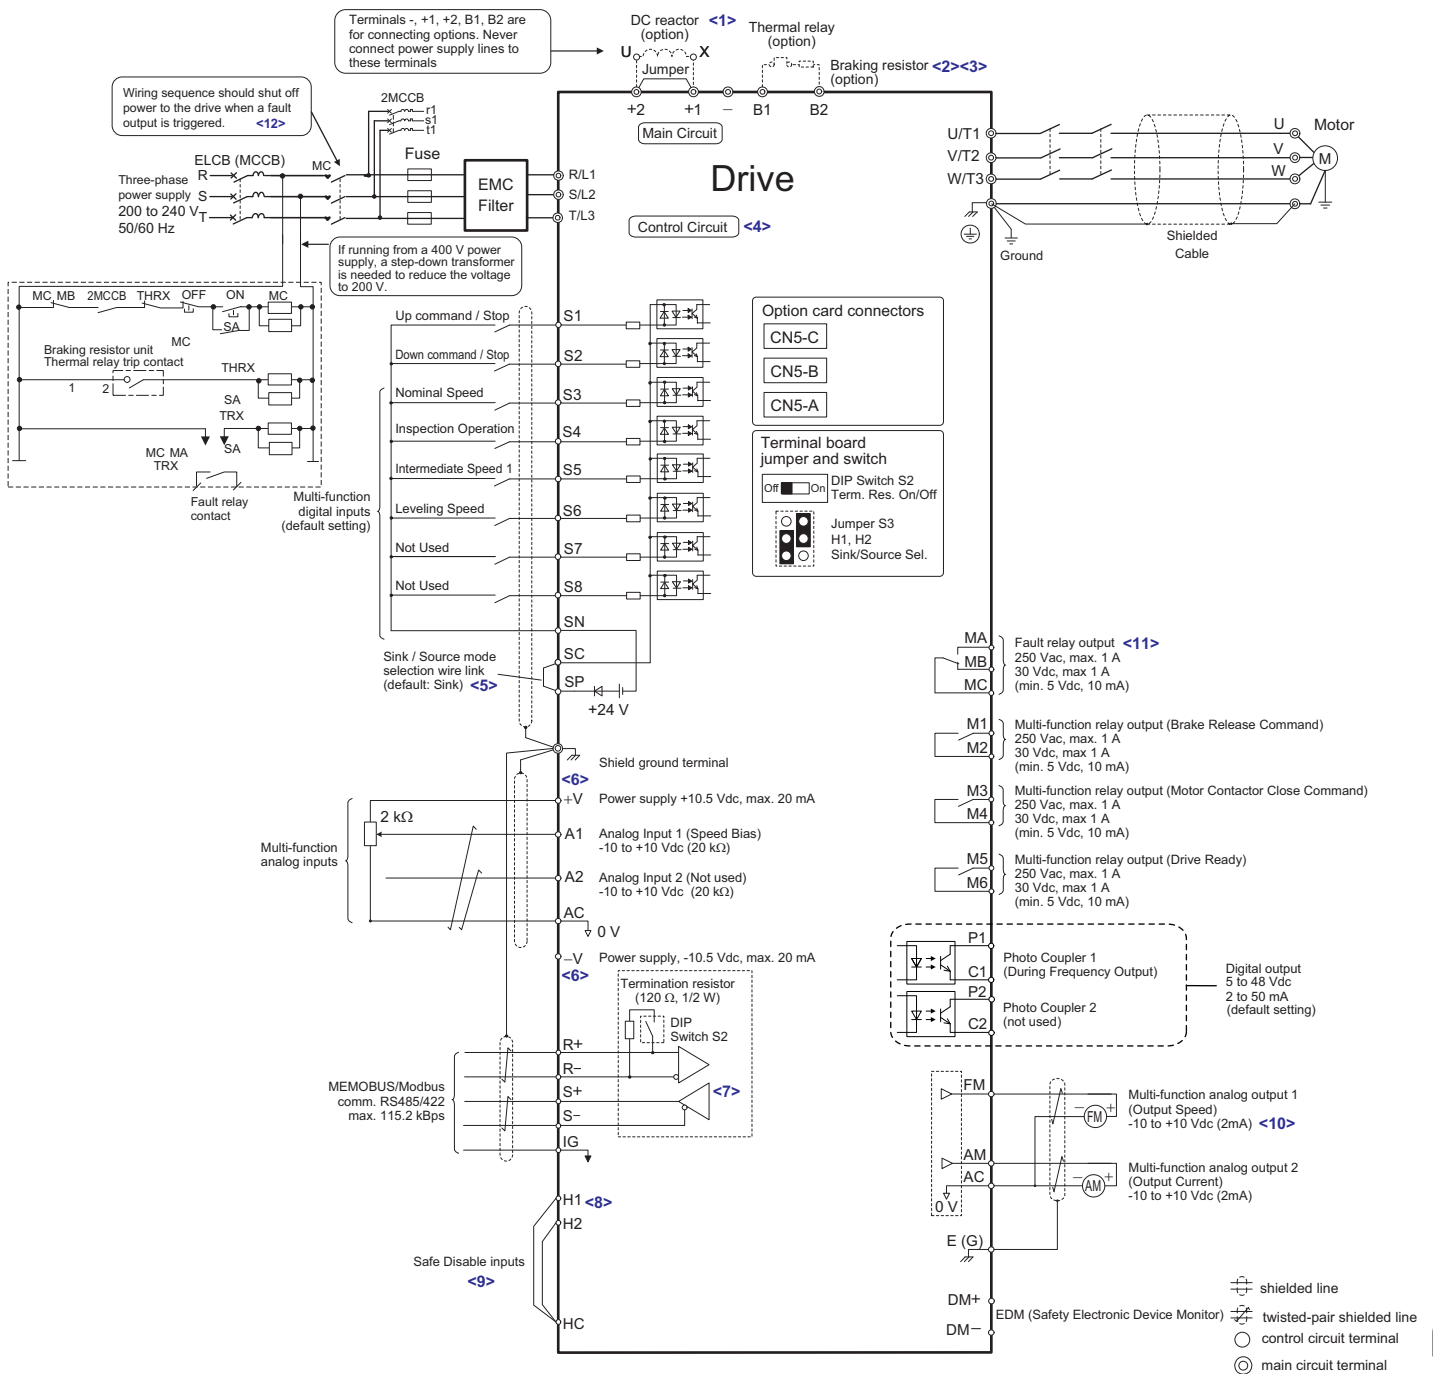 Terminals -, +1, +2, B1, B2 are
for connecting options. Never
connect power supply lines to
these terminals
DC reactor <1>
(option)
U X
Jumper
Thermal relay
(option)
Braking resistor <2><3>
(option)
+2 +1 – B1 B2
Main Circuit
Drive
Control Circuit <4>
Wiring sequence should shut off
power to the drive when a fault
output is triggered. <12>
2MCCB
r1
s1
t1
ELCB (MCCB)
MC
Fuse
Three-phase
power supply
200 to 240 V
50/60 Hz
R
S
T
EMC
Filter
R/L1
S/L2
T/L3
If running from a 400 V power
supply, a step-down transformer
is needed to reduce the voltage
to 200 V.
U/T1
V/T2
W/T3
U
V
W
Motor
M
Ground
Shielded
Cable
MC MB 2MCCB THRX OFF ON MC
SA
MC
Braking resistor unit
Thermal relay trip contact
1 2
THRX
SA
TRX
MC MA
TRX
SA
Fault relay
contact
Multi-function
digital inputs
(default setting)
Up command / Stop S1
Down command / Stop S2
Nominal Speed S3
Inspection Operation S4
Intermediate Speed 1 S5
Leveling Speed S6
Not Used S7
Not Used S8
SN
SC
SP
+24 V
Sink / Source mode
selection wire link
(default: Sink) <5>
Option card connectors
CN5-C
CN5-B
CN5-A
Terminal board
jumper and switch
Off On
DIP Switch S2
Term. Res. On/Off
Jumper S3
H1, H2
Sink/Source Sel.
Shield ground terminal
<6>
+V Power supply +10.5 Vdc, max. 20 mA
2 kΩ
Multi-function
analog inputs
A1 Analog Input 1 (Speed Bias)
-10 to +10 Vdc (20 kΩ)
A2 Analog Input 2 (Not used)
-10 to +10 Vdc (20 kΩ)
AC
0 V
–V Power supply, -10.5 Vdc, max. 20 mA
<6>
Termination resistor
(120 Ω, 1/2 W)
DIP
Switch S2
<7>
MEMOBUS/Modbus
comm. RS485/422
max. 115.2 kBps
R+
R–
S+
S–
IG
H1 <8>
H2
Safe Disable inputs
<9>
HC
MA
MB
MC
Fault relay output <11>
250 Vac, max. 1 A
30 Vdc, max 1 A
(min. 5 Vdc, 10 mA)
M1
M2
Multi-function relay output (Brake Release Command)
250 Vac, max. 1 A
30 Vdc, max 1 A
(min. 5 Vdc, 10 mA)
M3
M4
Multi-function relay output (Motor Contactor Close Command)
250 Vac, max. 1 A
30 Vdc, max 1 A
(min. 5 Vdc, 10 mA)
M5
M6
Multi-function relay output (Drive Ready)
250 Vac, max. 1 A
30 Vdc, max 1 A
(min. 5 Vdc, 10 mA)
P1
C1
Photo Coupler 1
(During Frequency Output)
P2
C2
Photo Coupler 2
(not used)
Digital output
5 to 48 Vdc
2 to 50 mA
(default setting)
FM
– FM +
Multi-function analog output 1
(Output Speed)
-10 to +10 Vdc (2mA) <10>
AM
AC
0 V
– AM +
Multi-function analog output 2
(Output Current)
-10 to +10 Vdc (2mA)
E (G)
DM+
EDM (Safety Electronic Device Monitor)
DM–
shielded line
twisted-pair shielded line
control circuit terminal
main circuit terminal